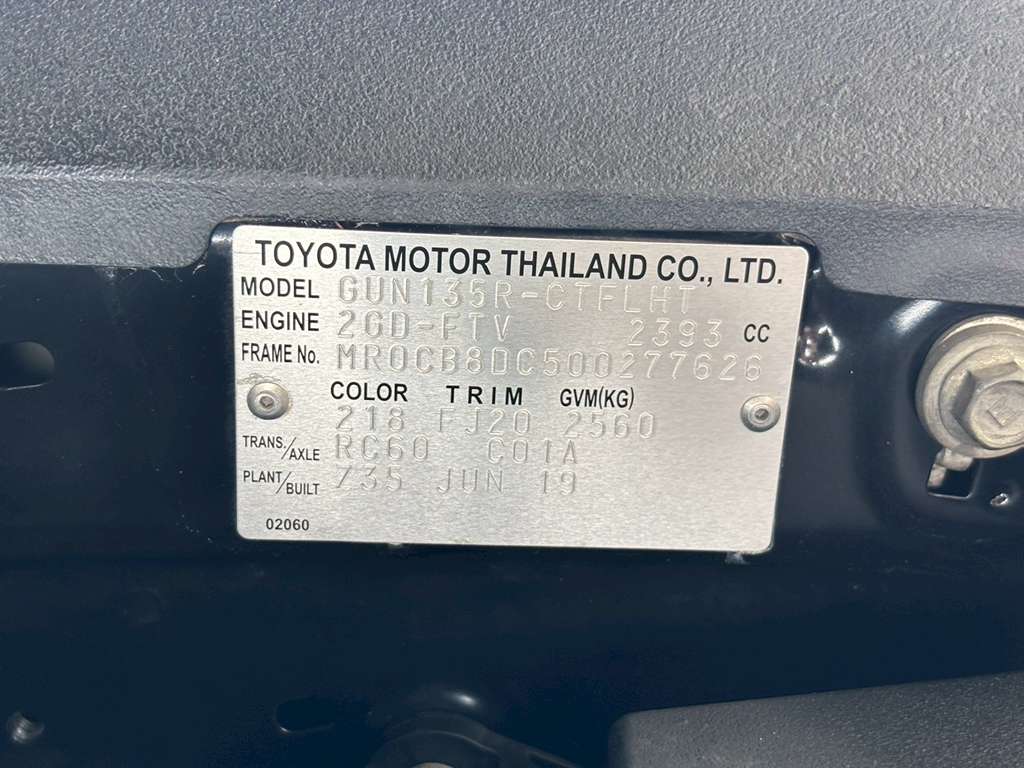 TOYOTA MOTOR THAILAND CO., LTD.
MODEL GUN135R-CTFLHT
ENGINE 2GD-FTV 2393 CC
FRAME No. MR0CB8DC500277626
COLOR TRIM GVM(KG)
218 FJ20 2560
TRANS./AXLE RC60 C01A
PLANT/BUILT Z35 JUN 19
02060